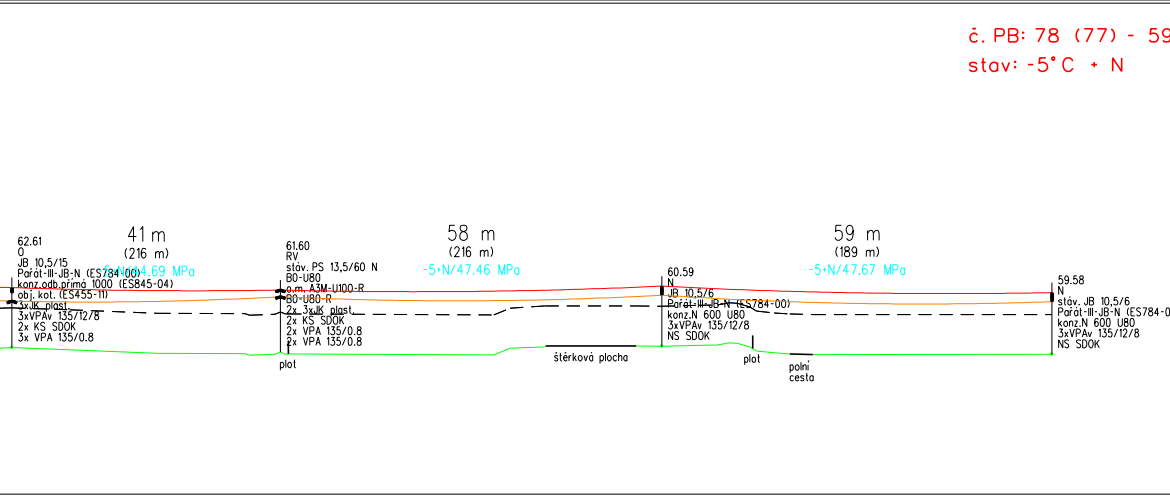 č. PB: 78 (77) - 59
stav: -5°C + N
41 m
(216 m)
-5+N/44.69 MPa
58 m
(216 m)
-5+N/47.46 MPa
59 m
(189 m)
-5+N/47.67 MPa
62.61
O
JB 10,5/15
Pařát-III-JB-N (ES784-00)
konz.odb.přímá 1000 (ES845-04)
obj. kot. (ES455-11)
3xJK plast.
3xVPAv 135/12/8
2x KS SDOK
3x VPA 135/0.8
61.60
RV
stáv. PS 13,5/60 N
B0-U80
o.m. A3M-U100-R
B0-U80-R
2x 3xJK plast.
2x KS SDOK
2x VPA 135/0.8
2x VPA 135/0.8
plot
štěrková plocha
60.59
N
JB 10,5/6
Pařát-III-JB-N (ES784-00)
konz.N 600 U80
3xVPAv 135/12/8
NS SDOK
plot
polní
cesta
59.58
N
stáv. JB 10,5/6
Pařát-III-JB-N (ES784-0
konz.N 600 U80
3xVPAv 135/12/8
NS SDOK